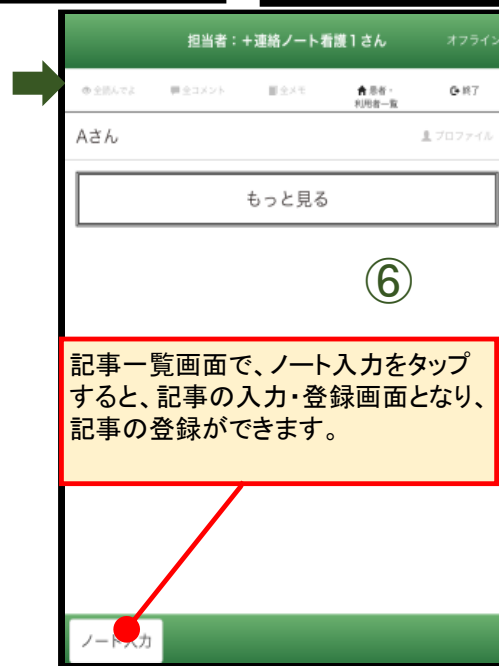 担当者：+連絡ノート看護1さん
オフライン
全読んでよ
全コメント
全メモ
患者・
利用者一覧
終了
Aさん
プロファイル
もっと見る
⑥
記事一覧画面で、ノート入力をタップ
すると、記事の入力・登録画面となり、
記事の登録ができます。
ノート入力